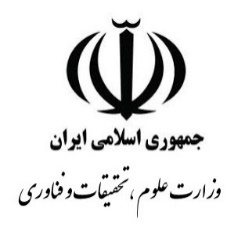 جمهوری اسلامی ایران
وزارت علوم ، تحقیقات و فناوری